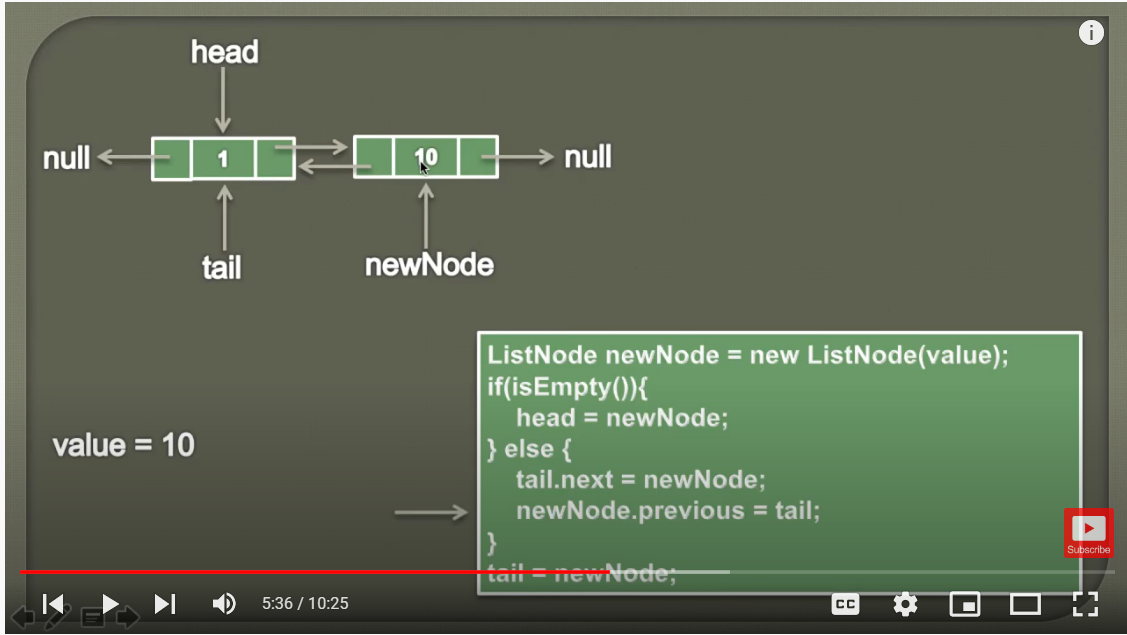 head
null 1 10 null
tail newNode
ListNode newNode = new ListNode(value);
if(isEmpty()){
head = newNode;
} else {
tail.next = newNode;
newNode.previous = tail;
}
tail = newNode;
value = 10
Subscribe
5:36 / 10:25
CC